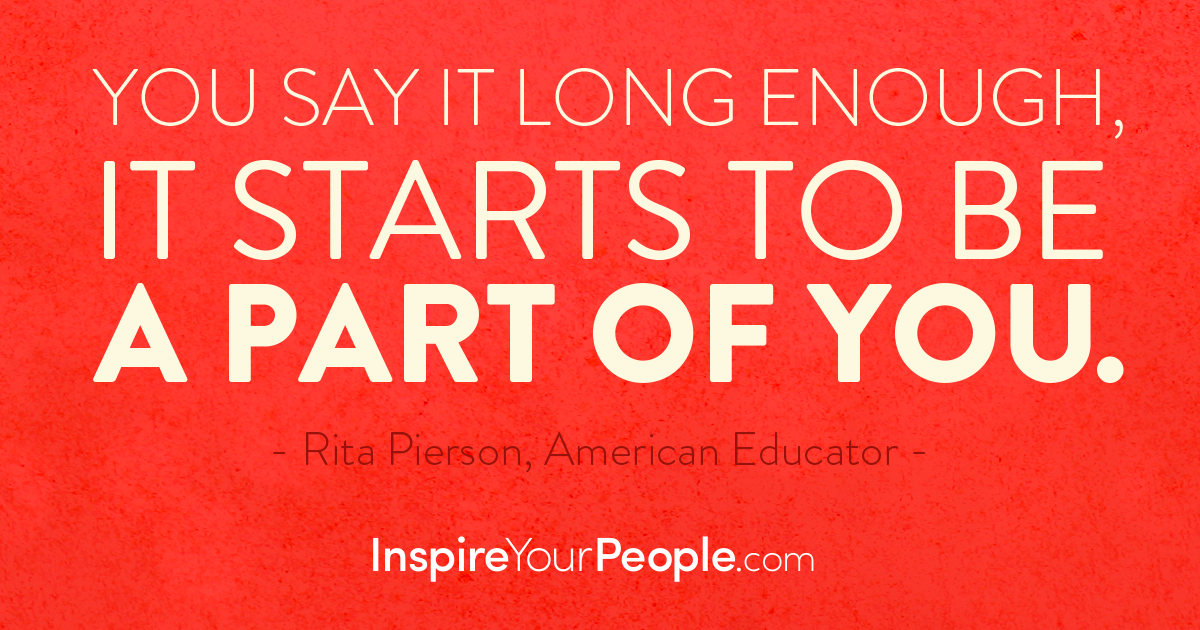 YOU SAY IT LONG ENOUGH,
IT STARTS TO BE
A PART OF YOU.
- Rita Pierson, American Educator -
InspireYourPeople.com